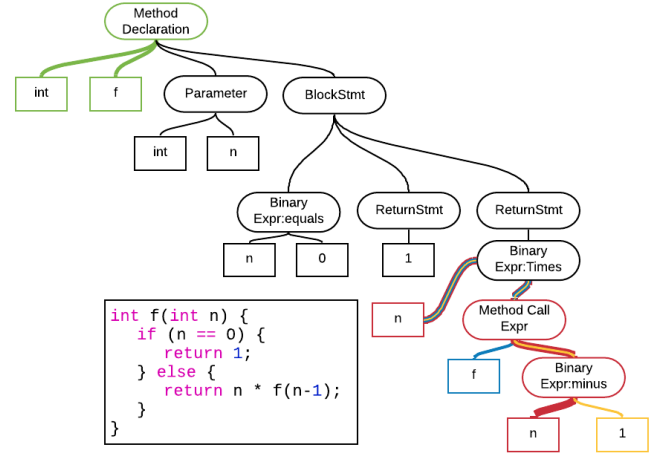 Method
Declaration
int
f
Parameter
BlockStmt
int
n
Binary
Expr:equals
ReturnStmt
ReturnStmt
n
0
1
Binary
Expr:Times
n
Method Call
Expr
f
Binary
Expr:minus
n
1
int f(int n) {
if (n == 0) {
return 1;
} else {
return n * f(n-1);
}
}